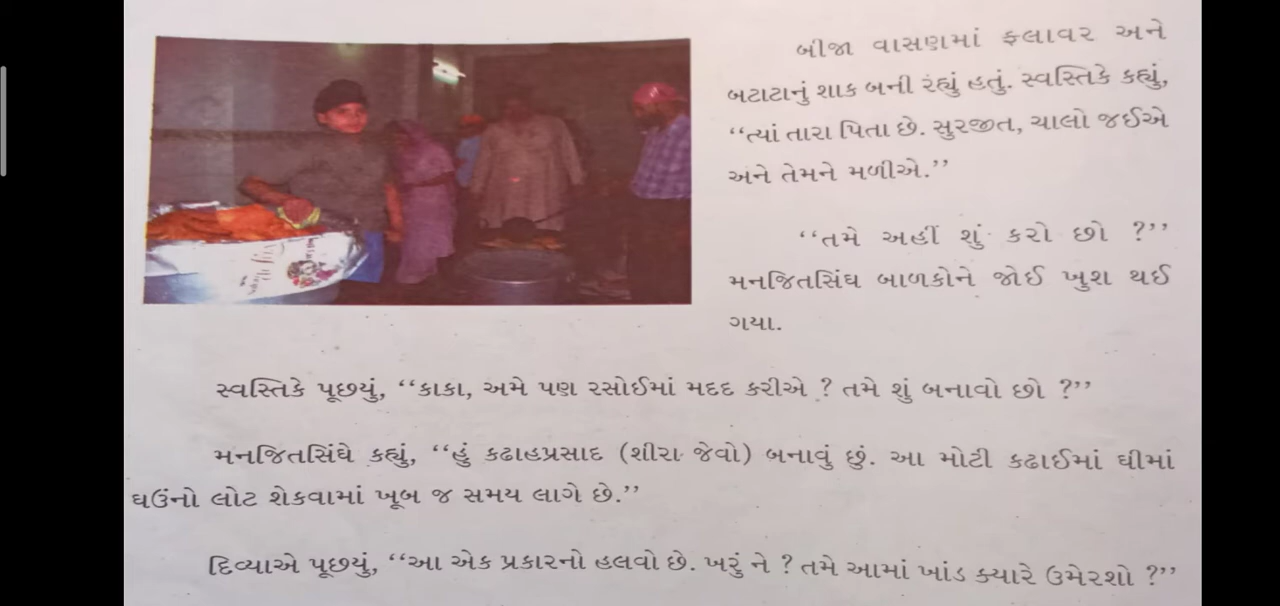 બીજા વાસણમાં ફ્લાવર અને
બટાટાનું શાક બની રહ્યું હતું. સ્વસ્તિકે કહ્યું,
“ત્યાં તારા પિતા છે. સુરજીત, ચાલો જઈએ
અને તેમને મળીએ.”
“તમે અહીં શું કરો છો ?”
મનજિતસિંઘ બાળકોને જોઈ ખુશ થઈ
ગયા.
સ્વસ્તિકે પૂછયું, “કાકા, અમે પણ રસોઈમાં મદદ કરીએ ? તમે શું બનાવો છો ?”
મનજિતસિંઘે કહ્યું, “હું કઢાહપ્રસાદ (શીરા જેવો) બનાવું છું. આ મોટી કઢાઈમાં ઘીમાં
ઘઉંનો લોટ શેકવામાં ખૂબ જ સમય લાગે છે.”
દિવ્યાએ પૂછયું, “આ એક પ્રકારનો હલવો છે. ખરું ને ? તમે આમાં ખાંડ ક્યારે ઉમેરશો ?”